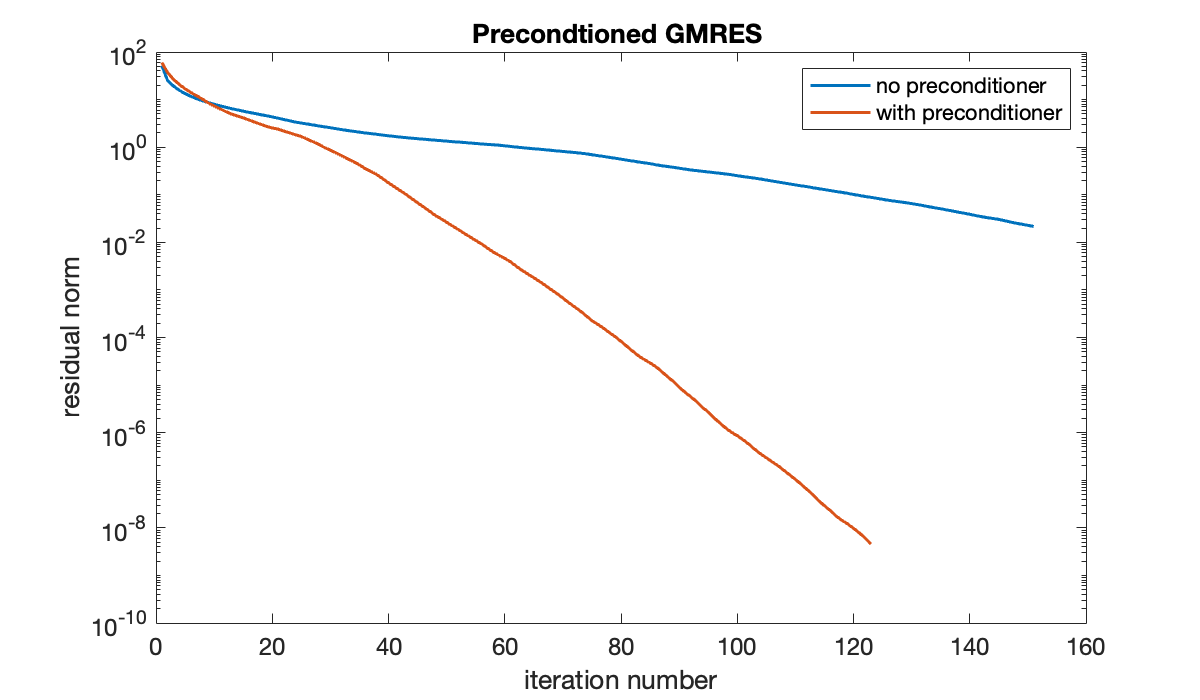 Precondtioned GMRES
no preconditioner
with preconditioner
residual norm
10^2
10^0
10^-2
10^-4
10^-6
10^-8
10^-10
0 20 40 60 80 100 120 140 160
iteration number